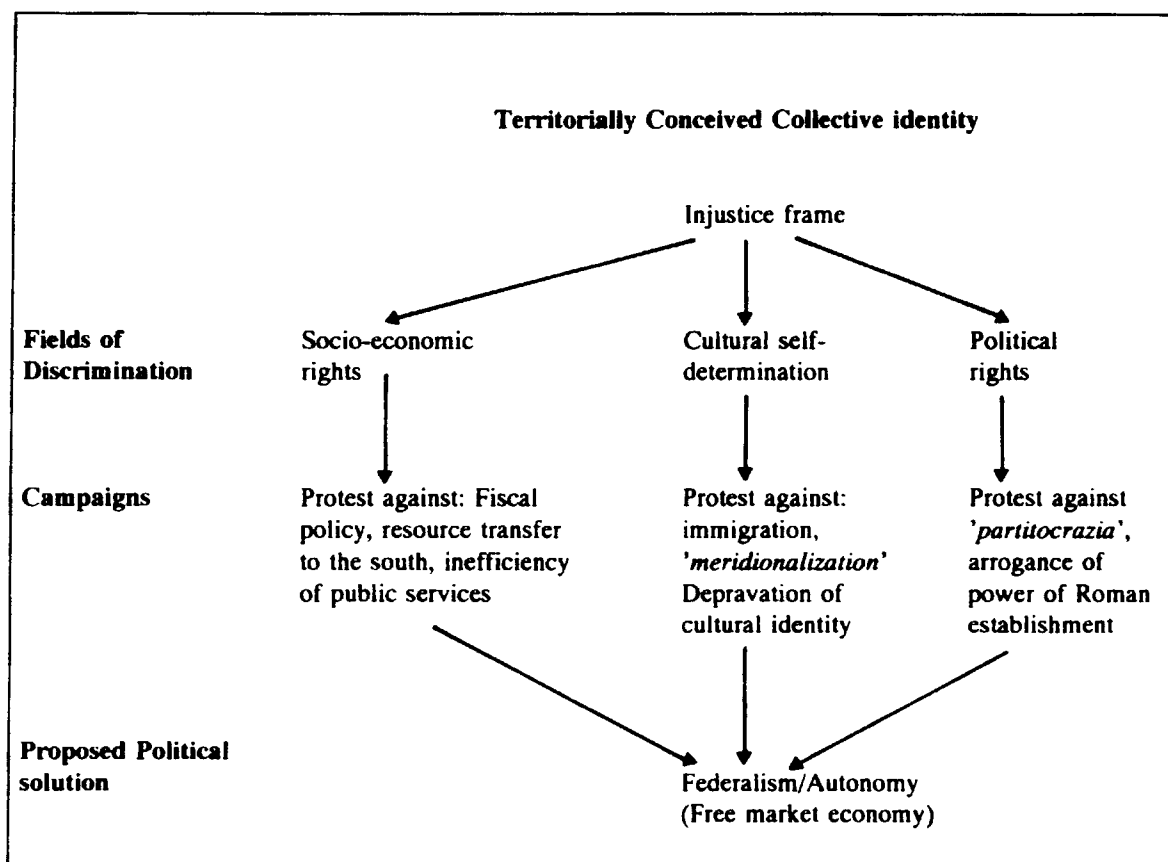 Territorially Conceived Collective identity
Injustice frame
Fields of
Discrimination
Socio-economic
rights
Cultural self-
determination
Political
rights
Campaigns
Protest against: Fiscal
policy, resource transfer
to the south, inefficiency
of public services
Protest against:
immigration,
'meridionalization'
Depravation of
cultural identity
Protest against
'partitocrazia',
arrogance of
power of Roman
establishment
Proposed Political
solution
Federalism/Autonomy
(Free market economy)